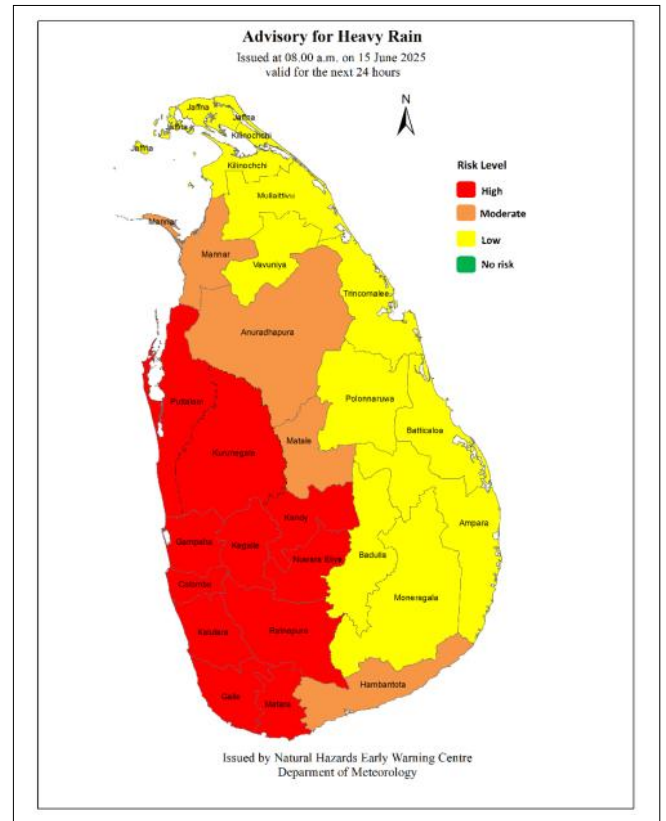 Advisory for Heavy Rain
Issued at 08.00 a.m. on 15 June 2025
valid for the next 24 hours
N
Risk Level
High
Moderate
Low
No risk
Jaffna
Jaffna
Jaffna
Kilinochchi
Jaffna
Kilinochchi
Mullaittivu
Mannar
Mannar
Vavuniya
Trincomalee
Anuradhapura
Polonnaruwa
Puttalam
Batticaloa
Matale
Kurunegala
Kandy
Ampara
Gampaha
Kegalle
Nuwara Eliya
Badulla
Colombo
Moneregala
Kalutara
Ratnapura
Hambantota
Galle
Matara
Issued by Natural Hazards Early Warning Centre
Deparment of Meteorology